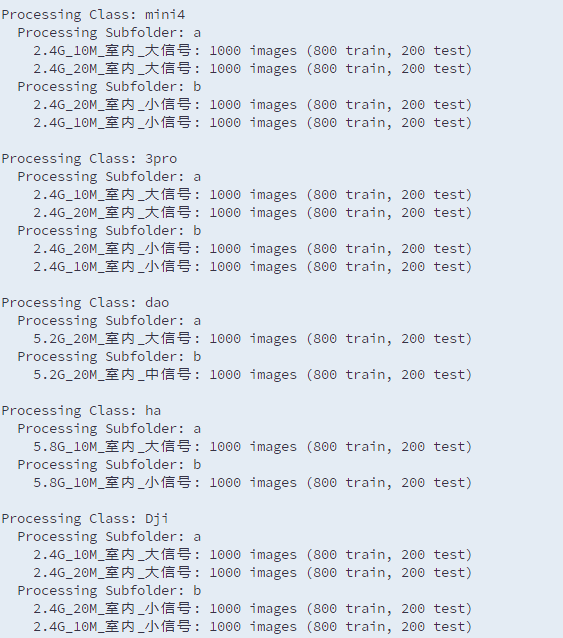 Processing Class: mini4
Processing Subfolder: a
2.4G_10M_室内_大信号: 1000 images (800 train, 200 test)
2.4G_20M_室内_大信号: 1000 images (800 train, 200 test)
Processing Subfolder: b
2.4G_20M_室内_小信号: 1000 images (800 train, 200 test)
2.4G_10M_室内_小信号: 1000 images (800 train, 200 test)
Processing Class: 3pro
Processing Subfolder: a
2.4G_10M_室内_大信号: 1000 images (800 train, 200 test)
2.4G_20M_室内_大信号: 1000 images (800 train, 200 test)
Processing Subfolder: b
2.4G_20M_室内_小信号: 1000 images (800 train, 200 test)
2.4G_10M_室内_小信号: 1000 images (800 train, 200 test)
Processing Class: dao
Processing Subfolder: a
5.2G_20M_室内_大信号: 1000 images (800 train, 200 test)
Processing Subfolder: b
5.2G_20M_室内_中信号: 1000 images (800 train, 200 test)
Processing Class: ha
Processing Subfolder: a
5.8G_10M_室内_大信号: 1000 images (800 train, 200 test)
Processing Subfolder: b
5.8G_10M_室内_小信号: 1000 images (800 train, 200 test)
Processing Class: Dji
Processing Subfolder: a
2.4G_10M_室内_大信号: 1000 images (800 train, 200 test)
2.4G_20M_室内_大信号: 1000 images (800 train, 200 test)
Processing Subfolder: b
2.4G_20M_室内_小信号: 1000 images (800 train, 200 test)
2.4G_10M_室内_小信号: 1000 images (800 train, 200 test)